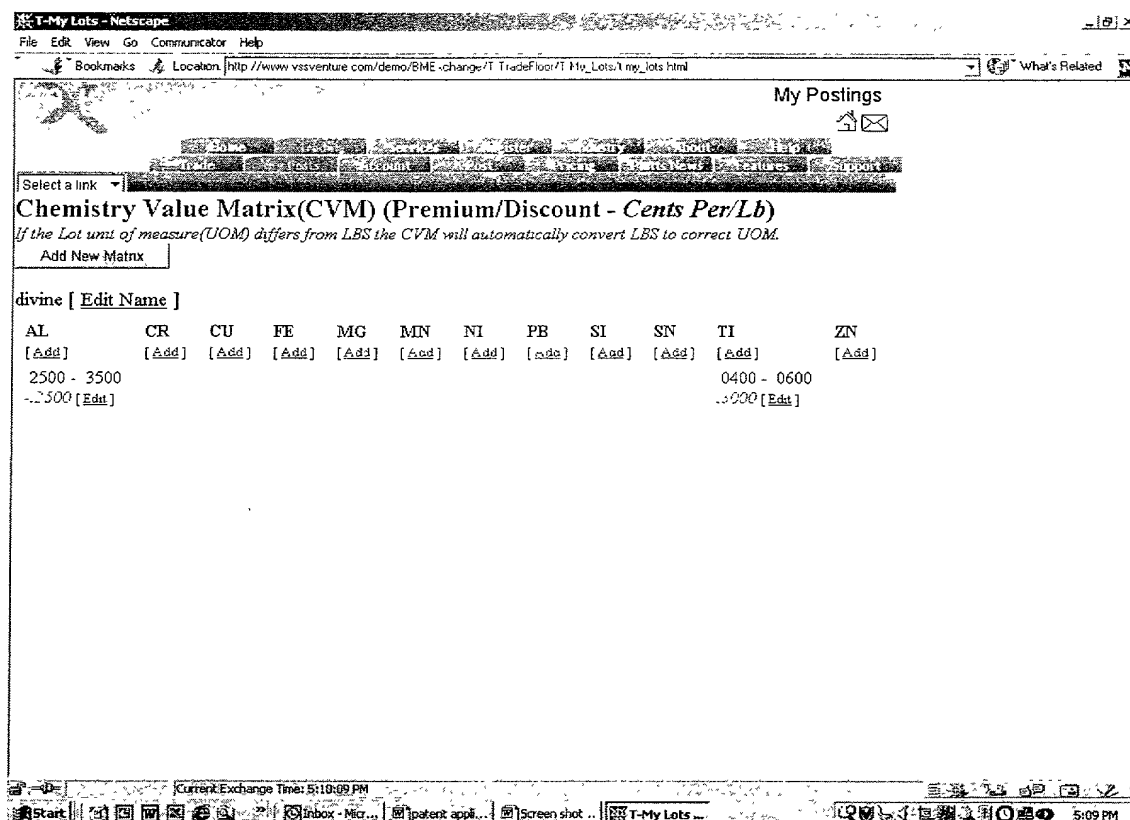 T-My Lots - Netscape
File Edit View Go Communicator Help
Bookmarks Location http://www vssventure com/demo/BME What's Related
My Postings
Home
Select a link
Chemistry Value Matrix(CVM) (Premium/Discount - Cents Per/Lb)
If the Lot unit of measure(UOM) differs from LBS the CVM will automatically convert LBS to correct UOM.
Add New Matrix
divine [ Edit Name ]
AL CR CU FE MG MN NI PB SI SN TI ZN
[Add] [Add] [Add] [Add] [Add] [Add] [Add] [Add] [Add] [Add] [Add] [Add]
2500 - 3500 0400 - 0600
[Edit] [Edit]
Current Exchange Time: 5:10:09 PM
Start Inbox - Micr... patent appli... Screen shot .. T-My Lots ... 5:09 PM